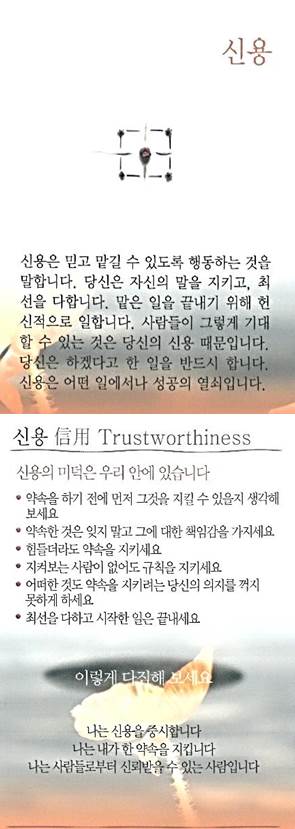 신용
신용은 믿고 맡길 수 있도록 행동하는 것을
말합니다. 당신은 자신의 말을 지키고, 최
선을 다합니다. 맡은 일을 끝내기 위해 헌
신적으로 일합니다. 사람들이 그렇게 기대
할 수 있는 것은 당신의 신용 때문입니다.
당신은 하겠다고 한 일을 반드시 합니다.
신용은 어떤 일에서나 성공의 열쇠입니다.
신용 信用 Trustworthiness
신용의 미덕은 우리 안에 있습니다
• 약속을 하기 전에 먼저 그것을 지킬 수 있을지 생각해
보세요
• 약속한 것은 잊지 말고 그에 대한 책임감을 가지세요
• 힘들더라도 약속을 지키세요
• 지켜보는 사람이 없어도 규칙을 지키세요
• 어떠한 것도 약속을 지키려는 당신의 의지를 꺾지
못하게 하세요
• 최선을 다하고 시작한 일은 끝내세요
이렇게 다짐해 보세요
나는 신용을 중시합니다
나는 내가 한 약속을 지킵니다
나는 사람들로부터 신뢰받을 수 있는 사람입니다